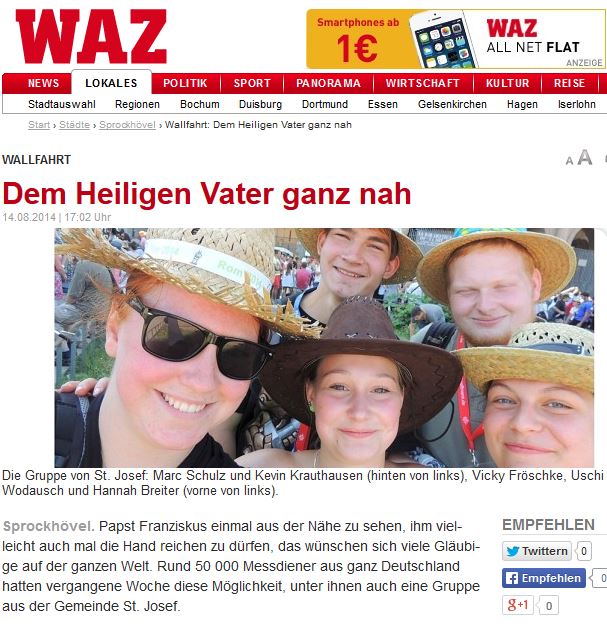 WAZ
Smartphones ab
1€
WAZ
ALL NET FLAT
ANZEIGE
NEWS LOKALES POLITIK SPORT PANORAMA WIRTSCHAFT KULTUR REISE
Stadtauswahl Regionen Bochum Duisburg Dortmund Essen Gelsenkirchen Hagen Iserlohn
Start › Städte › Sprockhövel › Wallfahrt: Dem Heiligen Vater ganz nah
WALLFAHRT
A A
Dem Heiligen Vater ganz nah
14.08.2014 | 17:02 Uhr
Rom
Die Gruppe von St. Josef: Marc Schulz und Kevin Krauthausen (hinten von links), Vicky Fröschke, Uschi
Wodausch und Hannah Breiter (vorne von links).
Sprockhövel. Papst Franziskus einmal aus der Nähe zu sehen, ihm viel-
leicht auch mal die Hand reichen zu dürfen, das wünschen sich viele Gläubi-
ge auf der ganzen Welt. Rund 50 000 Messdiener aus ganz Deutschland
hatten vergangene Woche diese Möglichkeit, unter ihnen auch eine Gruppe
aus der Gemeinde St. Josef.
EMPFEHLEN
Twittern 0
Empfehlen 0
g+1 0